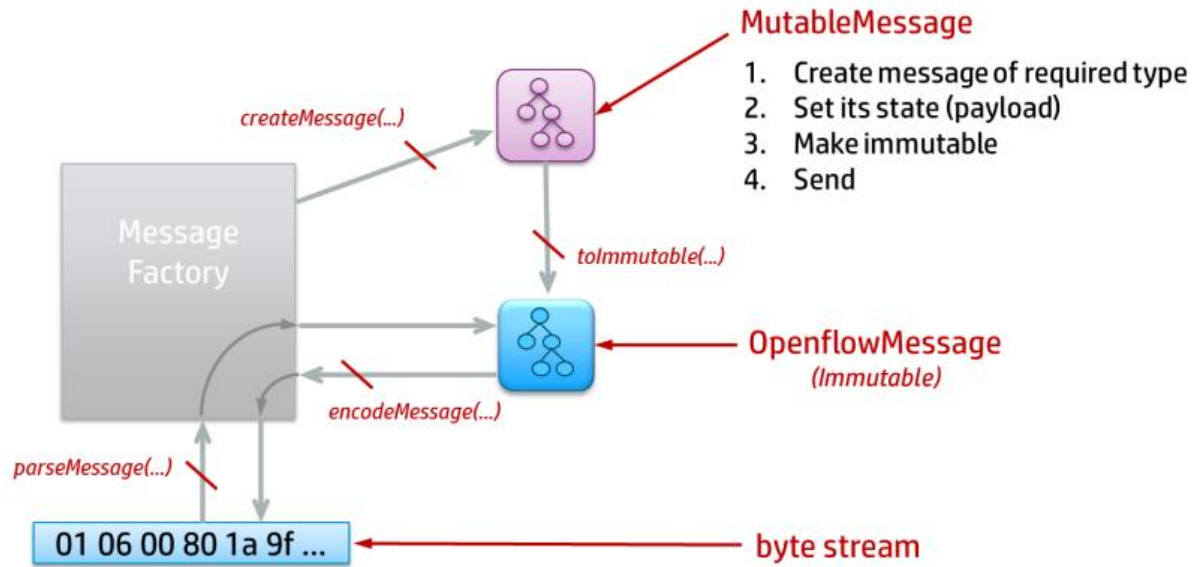 MutableMessage
1. Create message of required type
2. Set its state (payload)
3. Make immutable
4. Send
createMessage(...)
Message
Factory
toImmutable(...)
OpenflowMessage
(Immutable)
encodeMessage(...)
parseMessage(...)
01 06 00 80 1a 9f ...
byte stream